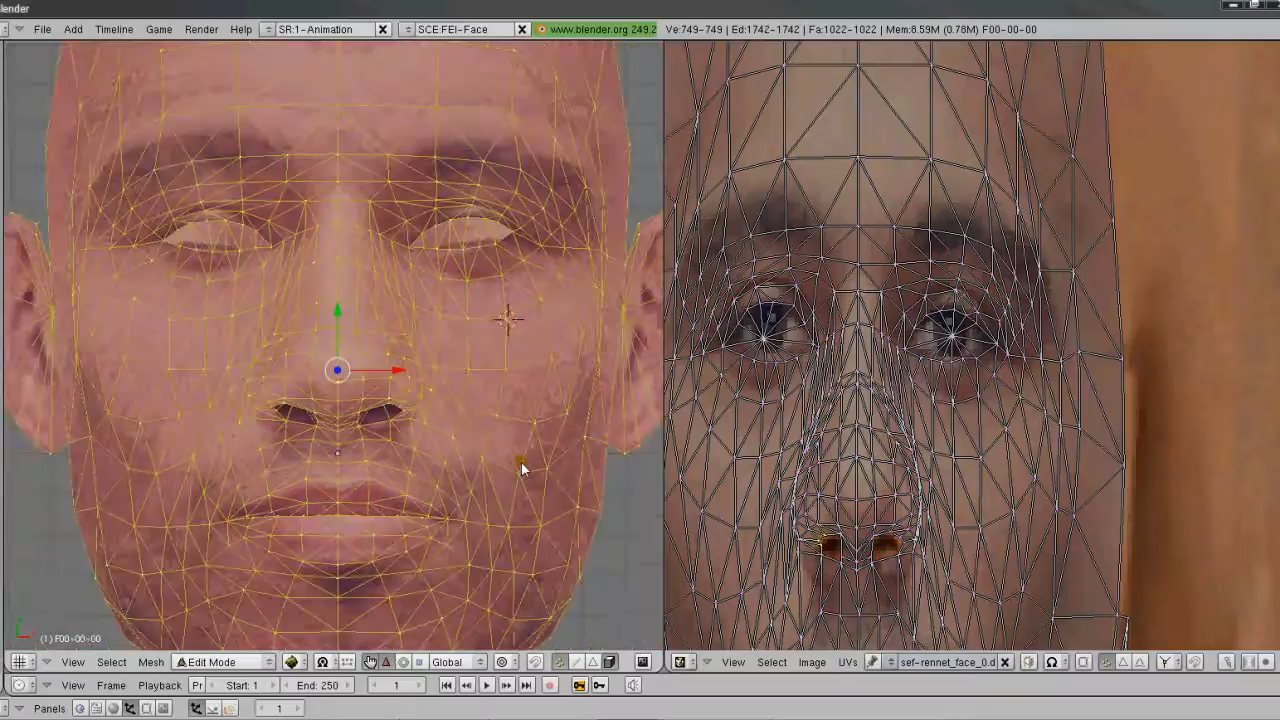 lender
File Add Timeline Game Render Help SR:1-Animation SCE:FEI-Face www.blender.org 249.2 Ve:749-749 | Ed:1742-1742 | Fa:1022-1022 | Mem:8.59M (0.76M) F00-00-00
(1) F00-00-00
View Select Mesh Edit Mode Global View Select Image UVs sef-rennet_face_0.d
View Frame Playback Pr Start: 1 End: 250 1
Panels 1